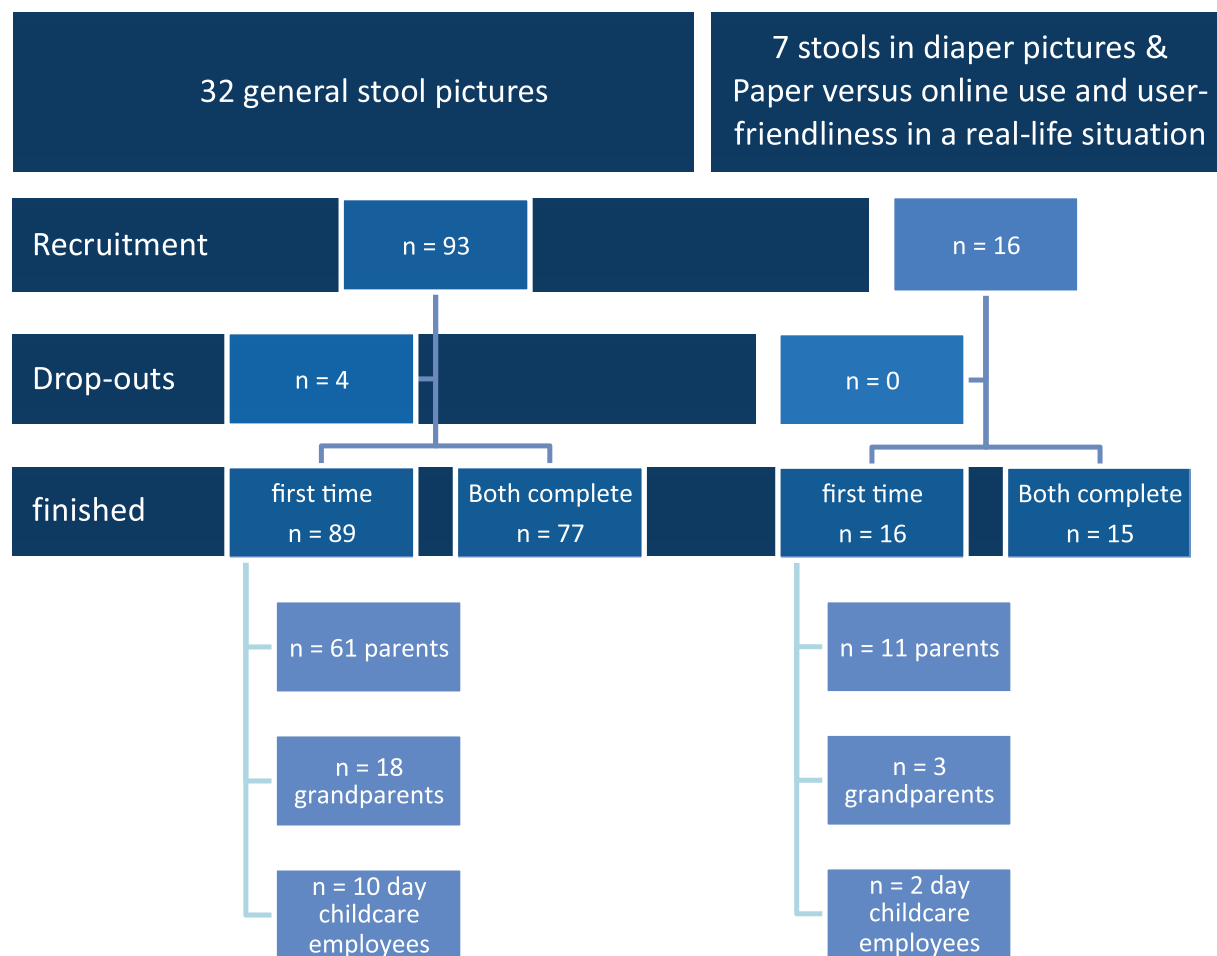 32 general stool pictures
7 stools in diaper pictures &
Paper versus online use and user-
friendliness in a real-life situation
Recruitment
n = 93
n = 16
Drop-outs
n = 4
n = 0
finished
first time
n = 89
Both complete
n = 77
first time
n = 16
Both complete
n = 15
n = 61 parents
n = 11 parents
n = 18
grandparents
n = 3
grandparents
n = 10 day
childcare
employees
n = 2 day
childcare
employees